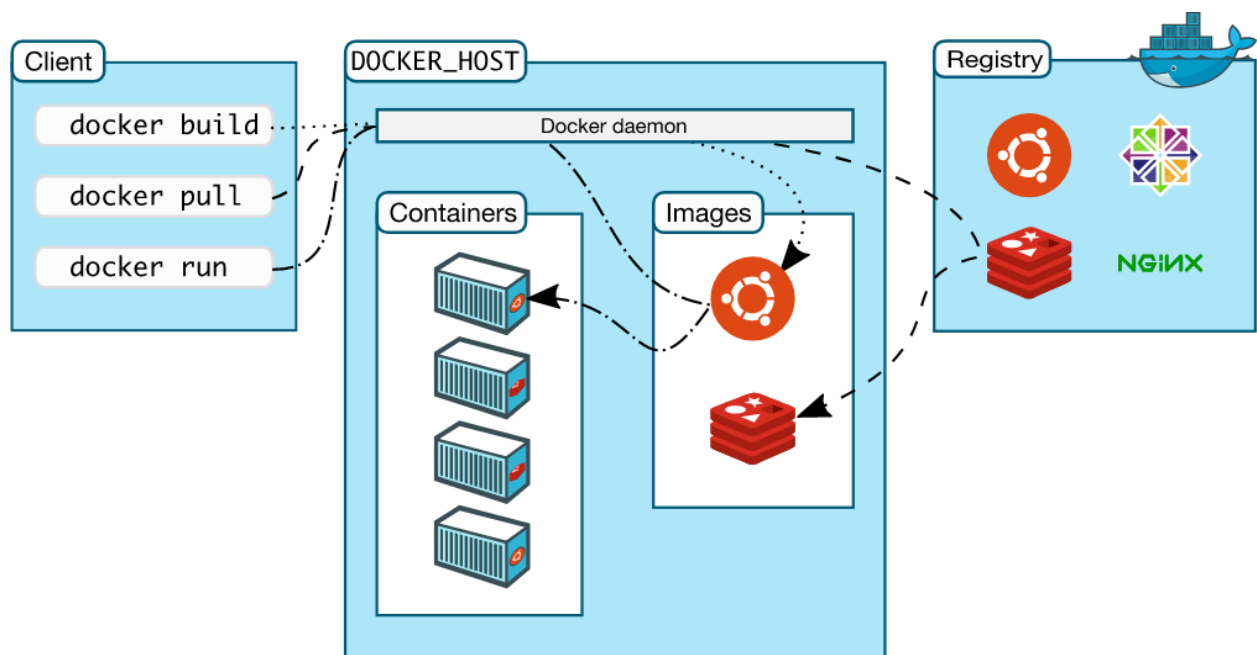 Client
docker build
docker pull
docker run
DOCKER_HOST
Docker daemon
Containers
Images
Registry
NGiNX